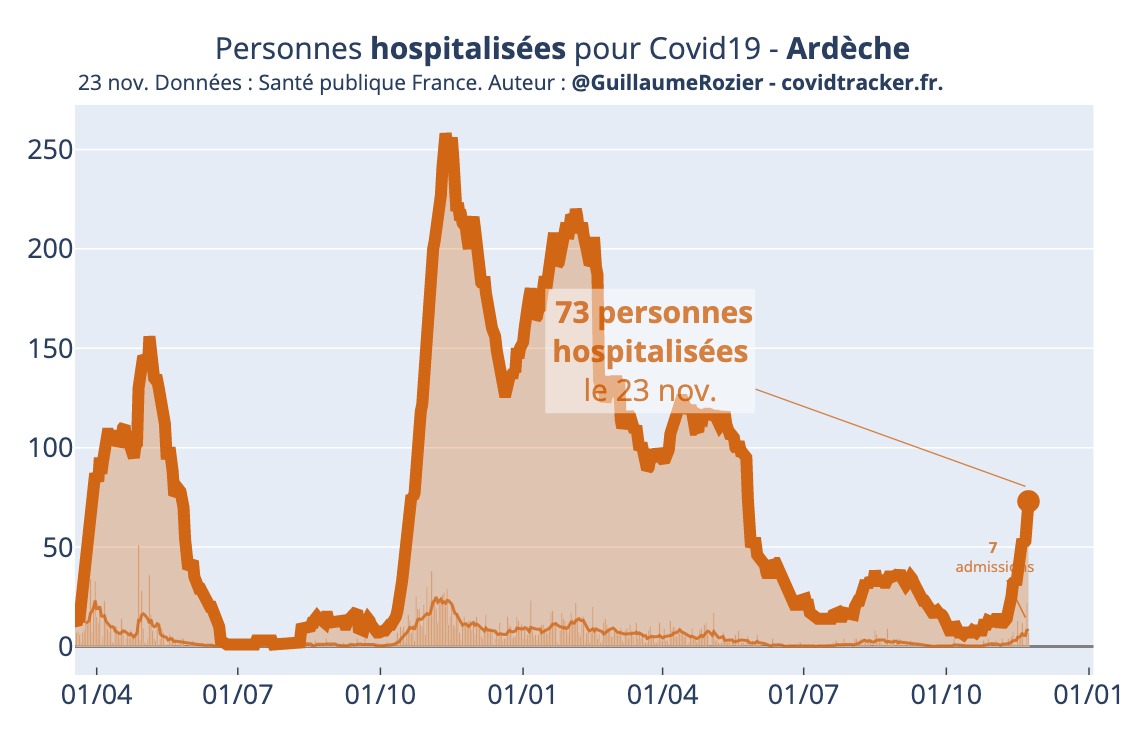 Personnes hospitalisées pour Covid19 - Ardèche
23 nov. Données : Santé publique France. Auteur : @GuillaumeRozier - covidtracker.fr.
250
200
150
100
50
0
73 personnes
hospitalisées
le 23 nov.
7
admissions
01/04 01/07 01/10 01/01 01/04 01/07 01/10 01/01